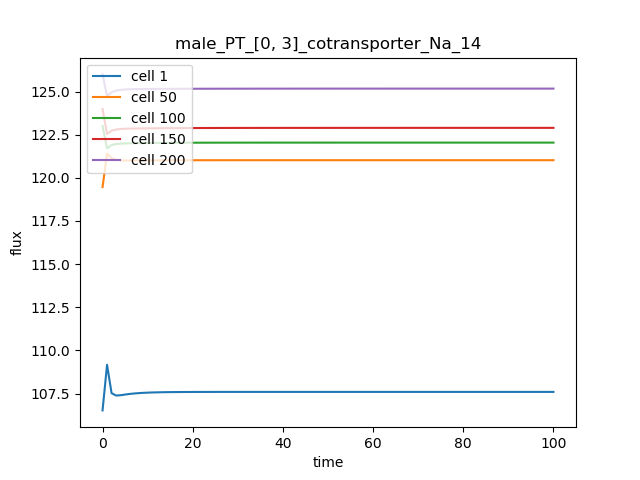 male_PT_[0, 3]_cotransporter_Na_14
cell 1
cell 50
cell 100
cell 150
cell 200
125.0
122.5
120.0
117.5
115.0
112.5
110.0
107.5
flux
0 20 40 60 80 100
time